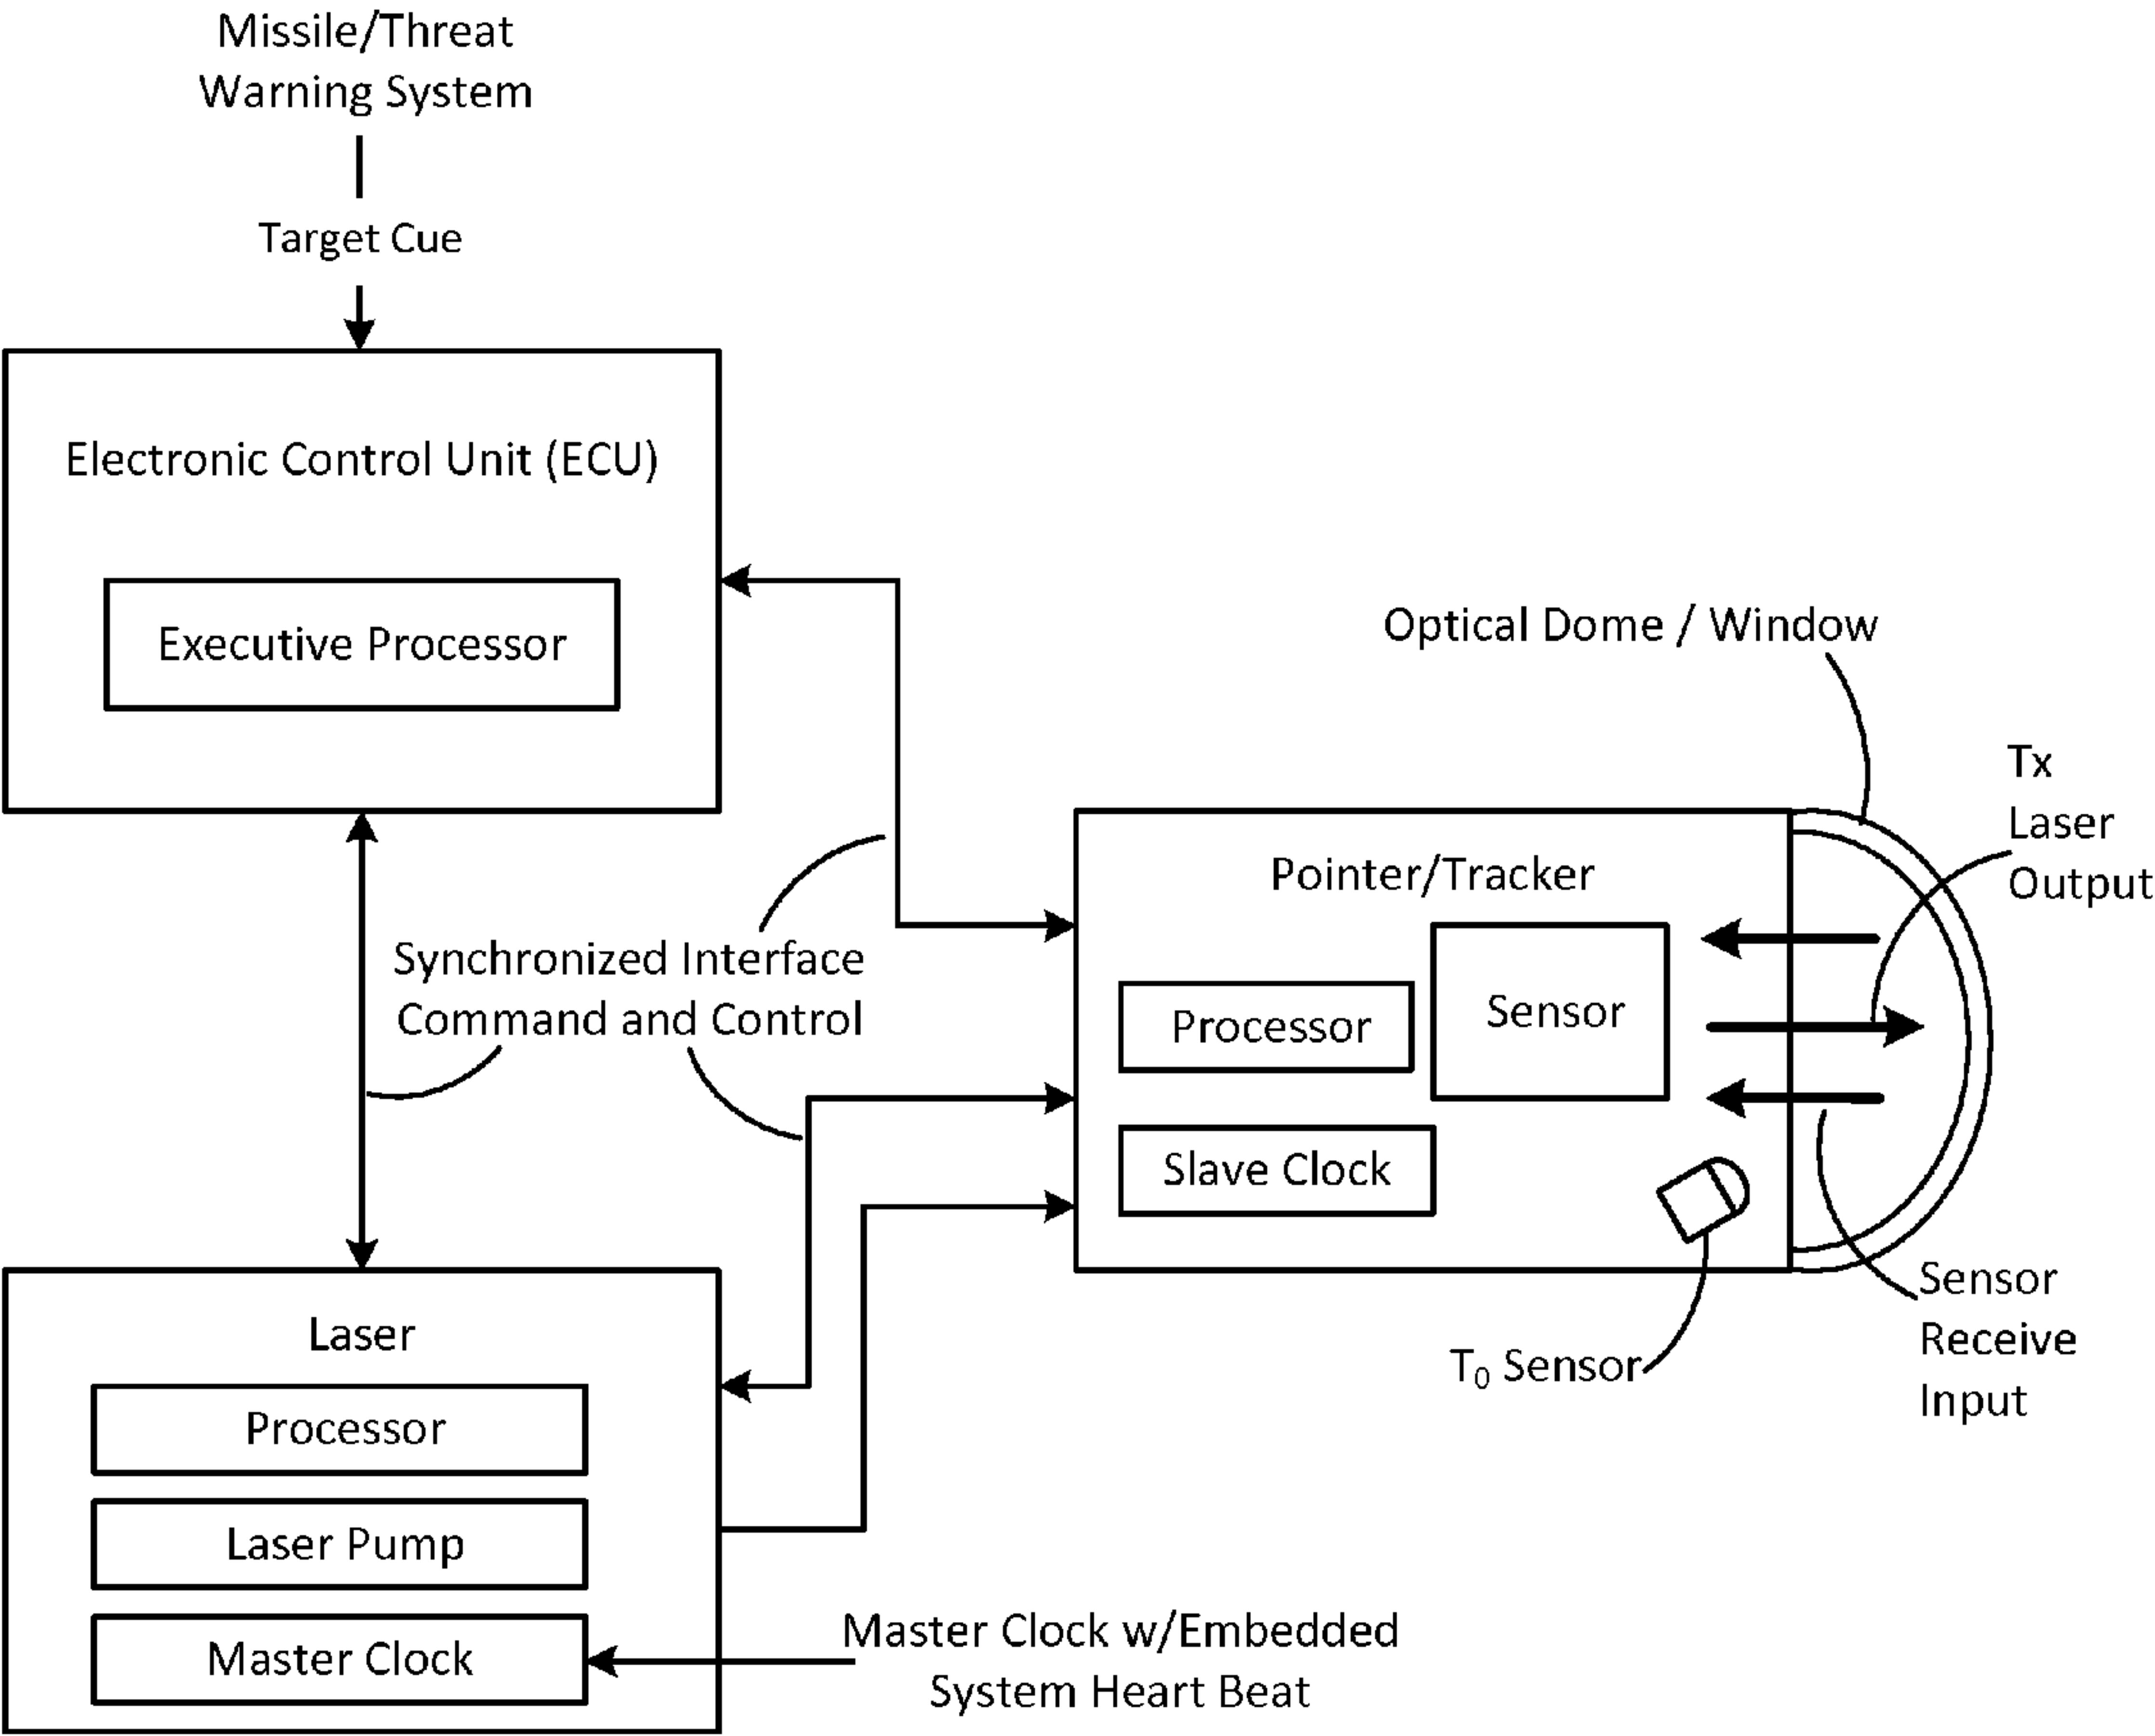 Missile/Threat
Warning System
Target Cue
Electronic Control Unit (ECU)
Executive Processor
Optical Dome / Window
Tx
Laser
Output
Pointer/Tracker
Sensor
Processor
Slave Clock
Synchronized Interface
Command and Control
Sensor
Receive
Input
T₀ Sensor
Laser
Processor
Laser Pump
Master Clock
Master Clock w/Embedded
System Heart Beat